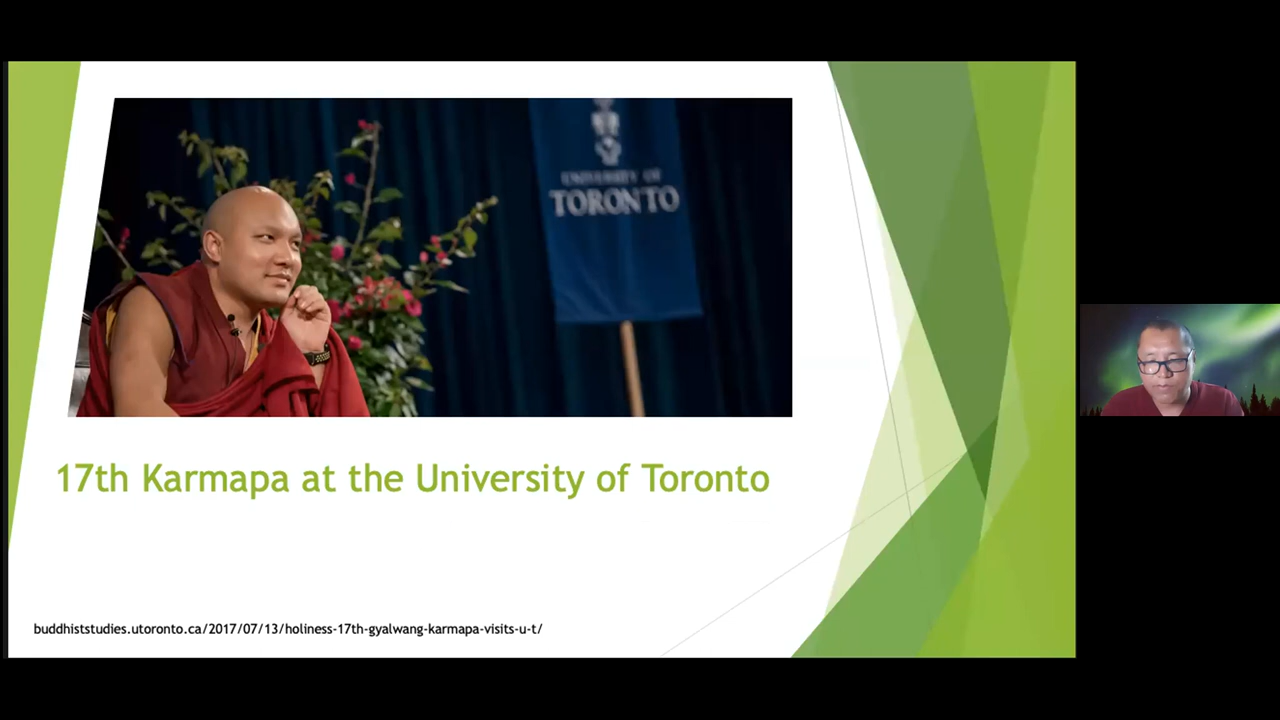 UNIVERSITY OF
TORONTO
17th Karmapa at the University of Toronto
buddhiststudies.utoronto.ca/2017/07/13/holiness-17th-gyalwang-karmapa-visits-u-t/